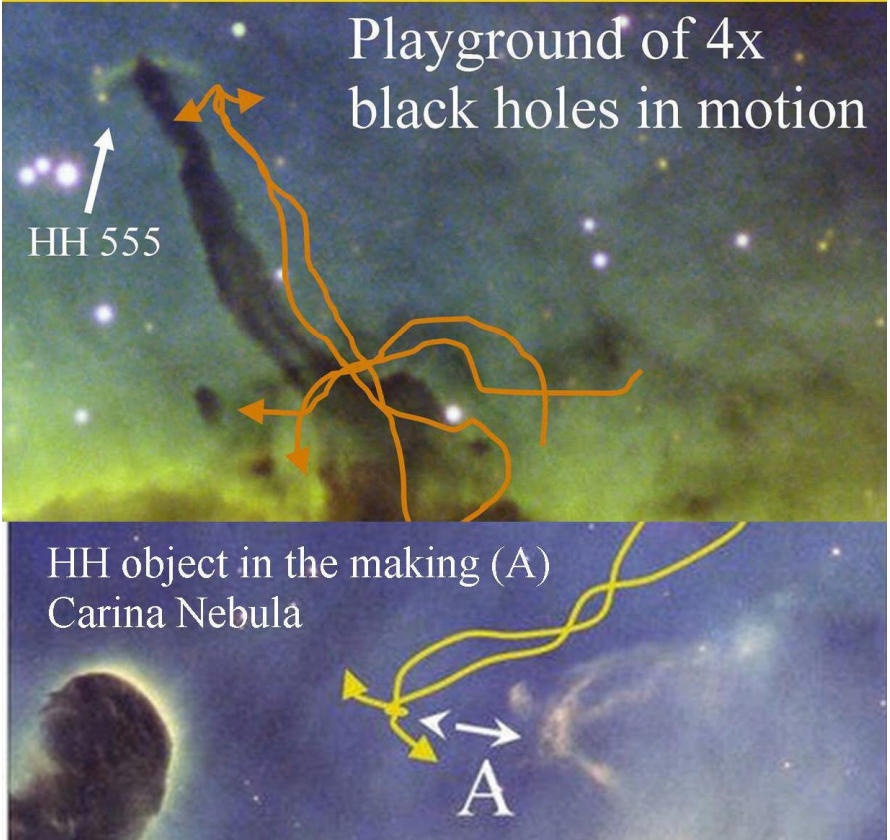 Playground of 4x
black holes in motion
HH 555
HH object in the making (A)
Carina Nebula
A